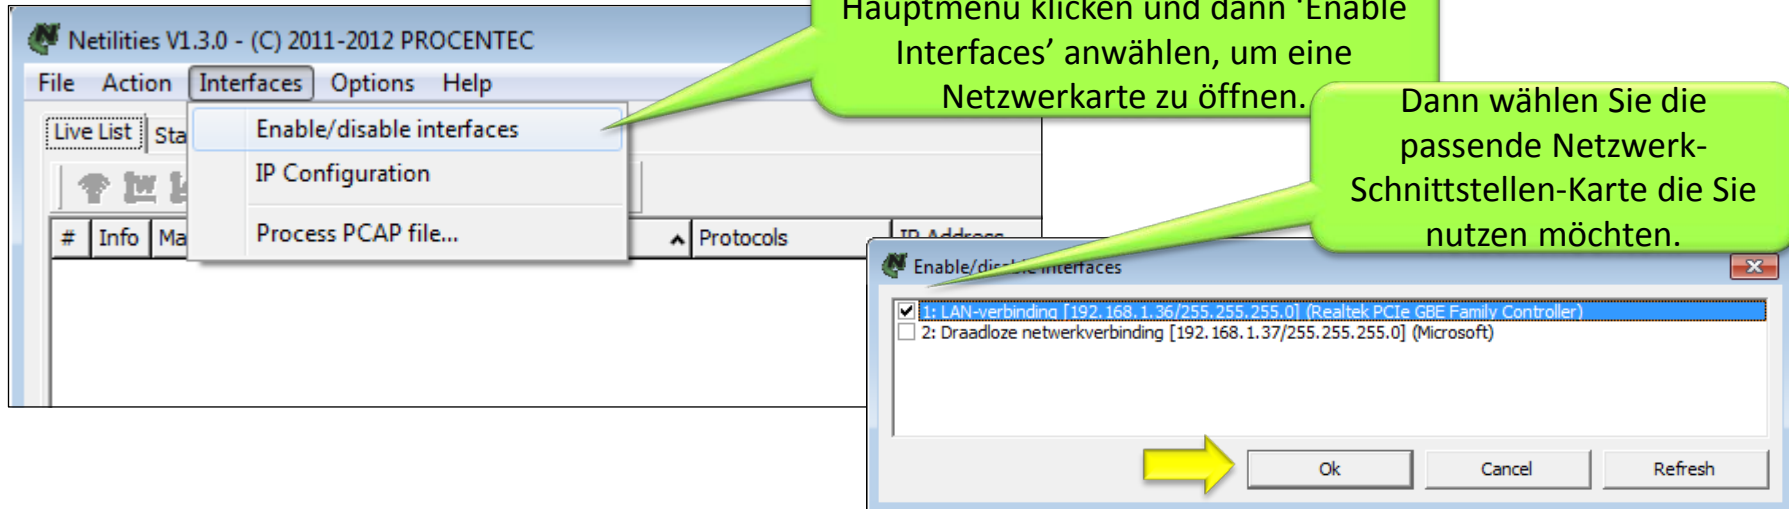 Netilities V1.3.0 - (C) 2011-2012 PROCENTEC
File Action Interfaces Options Help
Live List Sta
Enable/disable interfaces
IP Configuration
Process PCAP file...
# Info Ma
Protocols
IP Address
Hauptmenü klicken und dann ‘Enable
Interfaces’ anwählen, um eine
Netzwerkarte zu öffnen.
Dann wählen Sie die
passende Netzwerk-
Schnittstellen-Karte die Sie
nutzen möchten.
Enable/disable interfaces
1: LAN-verbinding [192.168.1.36/255.255.255.0] (Realtek PCIe GBE Family Controller)
2: Draadloze netwerkverbinding [192.168.1.37/255.255.255.0] (Microsoft)
Ok Cancel Refresh